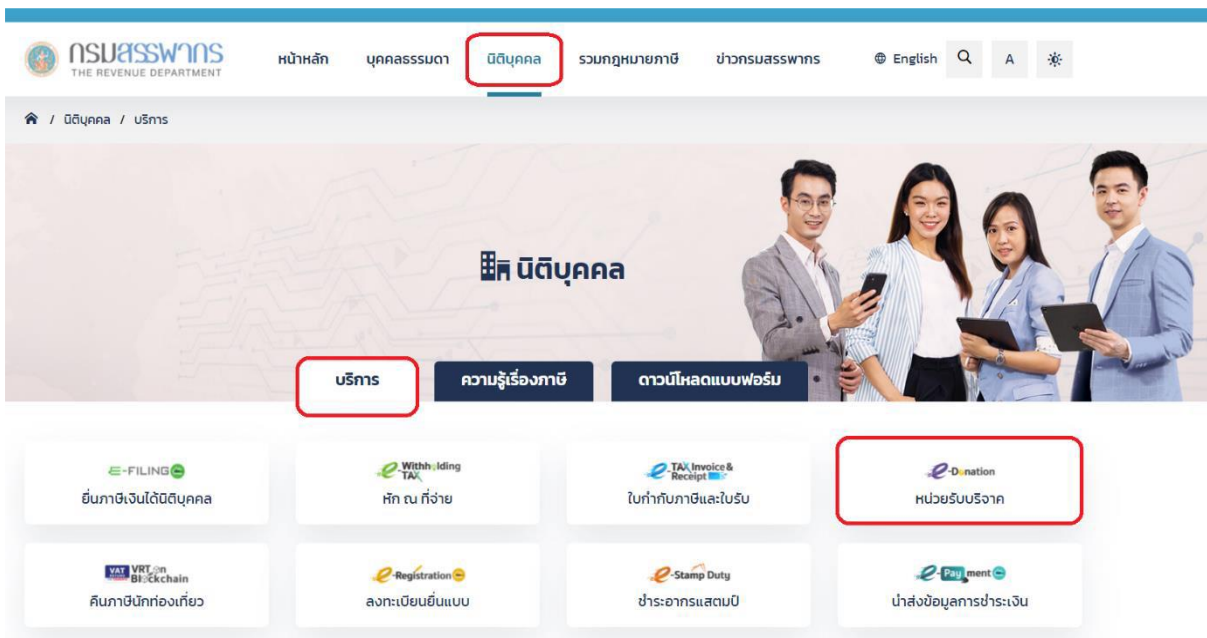 กรมสรรพากร
THE REVENUE DEPARTMENT
หน้าหลัก บุคคลธรรมดา นิติบุคคล รวมกฎหมายภาษี ข่าวกรมสรรพากร English A
/ นิติบุคคล / บริการ
นิติบุคคล
บริการ ความรู้เรื่องภาษี ดาวน์โหลดแบบฟอร์ม
E-FILING
ยื่นภาษีเงินได้นิติบุคคล
e-Withholding TAX
หัก ณ ที่จ่าย
e-TAX Invoice & Receipt
ใบกำกับภาษีและใบรับ
e-Donation
หน่วยรับบริจาค
VAT VRT on Blockchain
คืนภาษีนักท่องเที่ยว
e-Registration
ลงทะเบียนยื่นแบบ
e-Stamp Duty
ชำระอากรแสตมป์
e-Payment
นำส่งข้อมูลการชำระเงิน